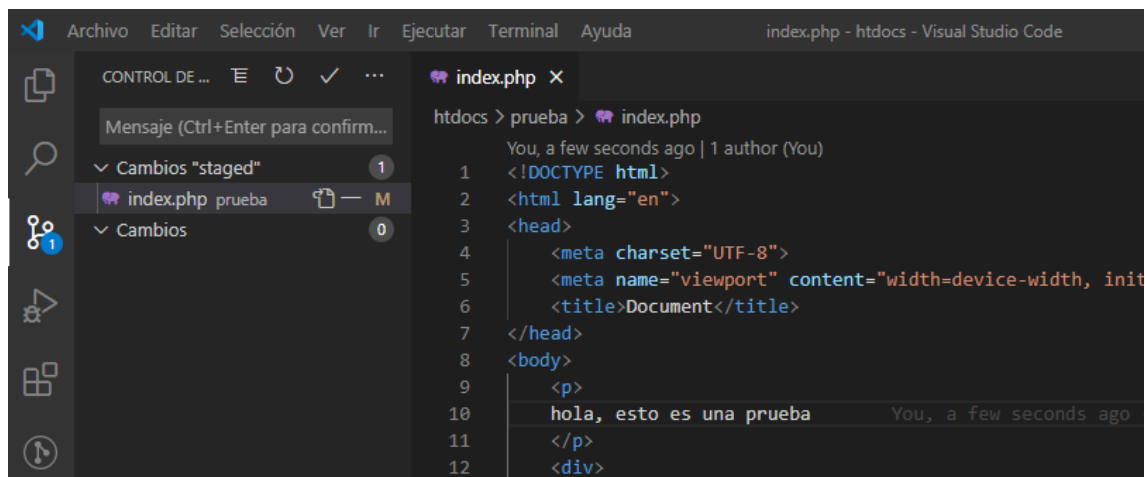 Archivo Editar Selección Ver Ir Ejecutar Terminal Ayuda index.php - htdocs - Visual Studio Code
CONTROL DE ...
Mensaje (Ctrl+Enter para confirm...
Cambios "staged" 1
index.php prueba M
Cambios 0
1
index.php
htdocs > prueba > index.php
You, a few seconds ago | 1 author (You)
1 <!DOCTYPE html>
2 <html lang="en">
3 <head>
4 <meta charset="UTF-8">
5 <meta name="viewport" content="width=device-width, init
6 <title>Document</title>
7 </head>
8 <body>
9 <p>
10 hola, esto es una prueba You, a few seconds ago
11 </p>
12 <div>